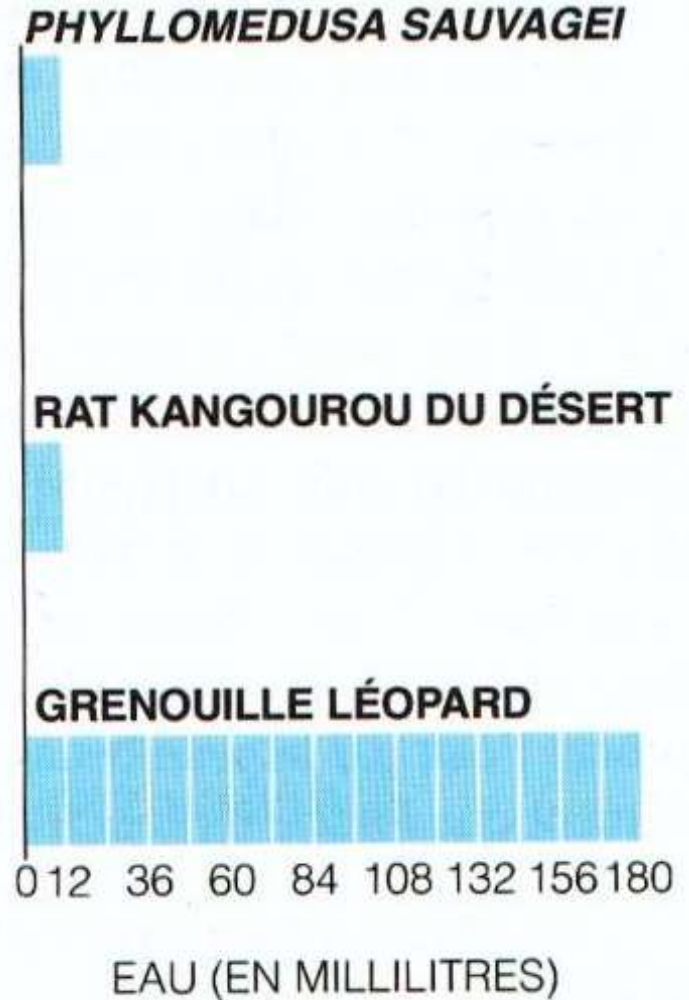 PHYLLOMEDUSA SAUVAGEI
RAT KANGOUROU DU DÉSERT
GRENOUILLE LÉOPARD
0 12 36 60 84 108 132 156 180
EAU (EN MILLILITRES)